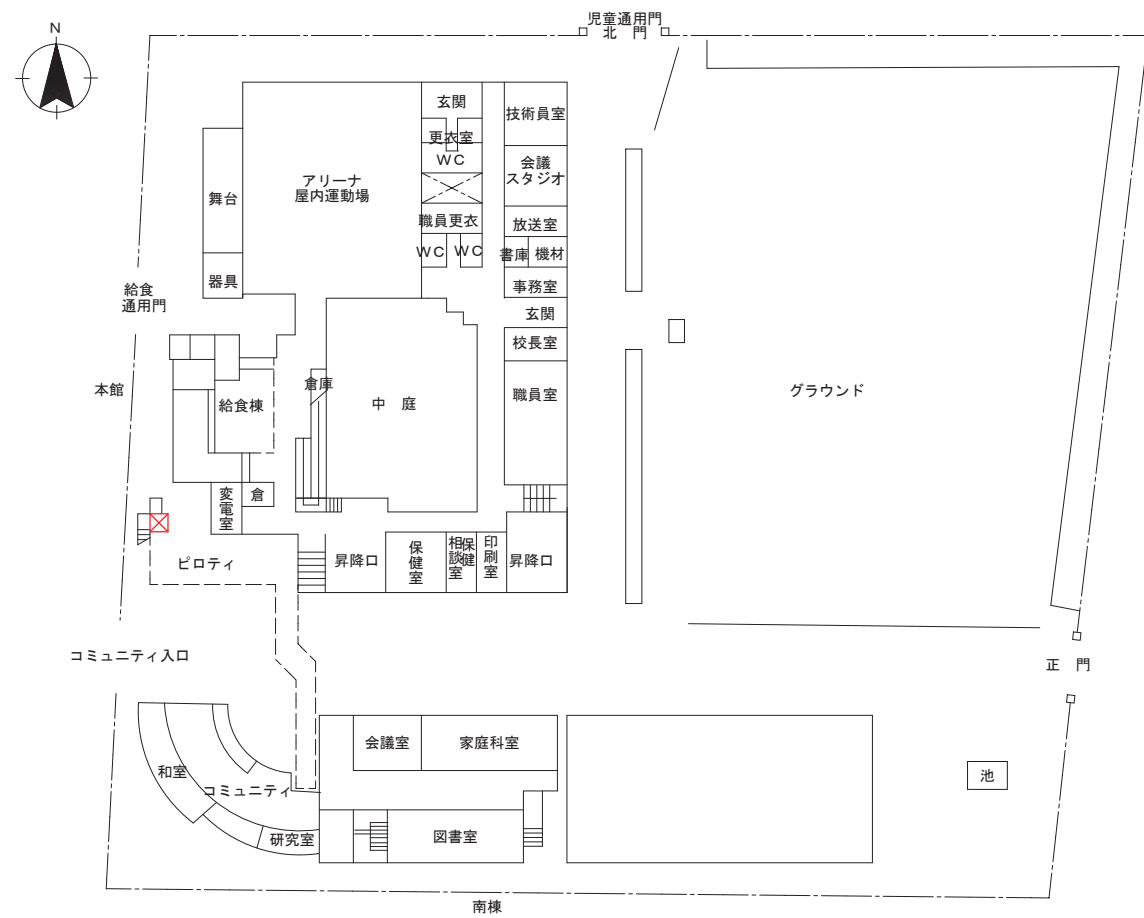 児童通用門
北 門
N
玄関
技術員室
更衣室
WC
会議
スタジオ
アリーナ
屋内運動場
舞台
職員更衣
放送室
WC
WC
書庫
機材
器具
事務室
給食
通用門
玄関
校長室
倉庫
本館
給食棟
中 庭
職員室
グラウンド
変電室
倉
ピロティ
昇降口
保健室
保健
相談室
印刷室
昇降口
コミュニティ入口
正 門
会議室
家庭科室
和室
コミュニティ
池
研究室
図書室
南棟